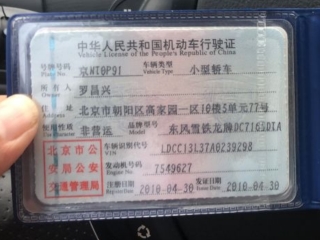 中华人民共和国机动车行驶证
Vehicle License of the People's Republic of China
号牌号码 京NT0P91 车辆类型 小型轿车
Plate No. Vehicle Type
所有人 罗昌兴
Owner
住址 北京市朝阳区高家园一区10楼5单元77号
Address
使用性质 非营运 品牌型号 东风雪铁龙牌DC7163DTA
Use Character Model
北京市公安局公安交通管理局
车辆识别代号 LDCC13L37A0239298
VIN
发动机号码 7549627
Engine No.
注册日期 2010-04-30 发证日期 2010-04-30
Register Date Issue Date